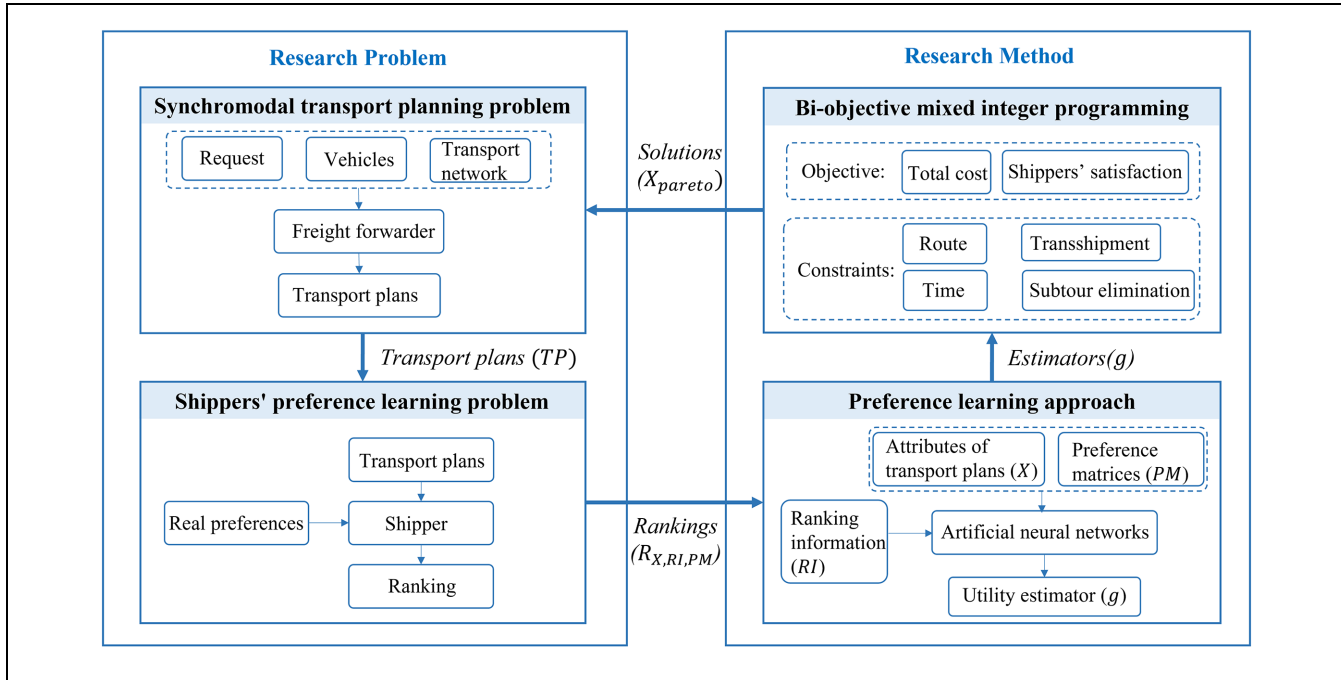 Research Problem
Synchromodal transport planning problem
Request
Vehicles
Transport
network
Freight forwarder
Transport plans
Transport plans (TP)
Shippers' preference learning problem
Transport plans
Real preferences
Shipper
Ranking
Solutions
(X_pareto)
Rankings
(R_X,RI,PM)
Research Method
Bi-objective mixed integer programming
Objective:
Total cost
Shippers’ satisfaction
Constraints:
Route
Transshipment
Time
Subtour elimination
Estimators(g)
Preference learning approach
Attributes of
transport plans (X)
Preference
matrices (PM)
Ranking
information
(RI)
Artificial neural networks
Utility estimator (g)